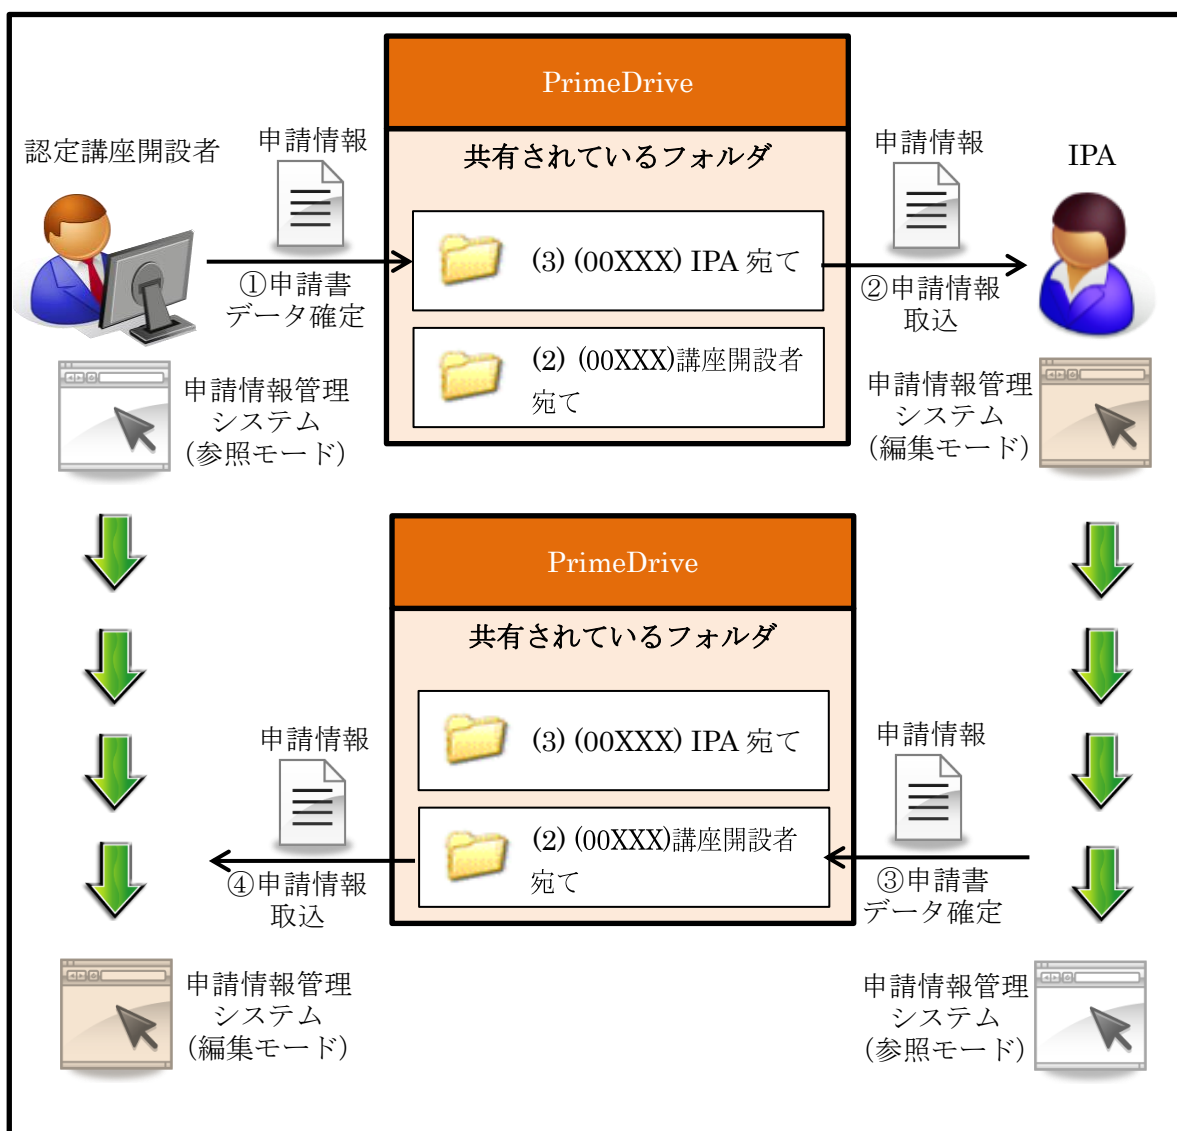 PrimeDrive
認定講座開設者
申請情報
共有されているフォルダ
申請情報
IPA
(3) (00XXX) IPA 宛て
①申請書
データ確定
②申請情報
取込
(2) (00XXX)講座開設者
宛て
申請情報管理
システム
(参照モード)
申請情報管理
システム
(編集モード)
PrimeDrive
共有されているフォルダ
申請情報
(3) (00XXX) IPA 宛て
申請情報
(2) (00XXX)講座開設者
宛て
④申請情報
取込
③申請書
データ確定
申請情報管理
システム
(編集モード)
申請情報管理
システム
(参照モード)